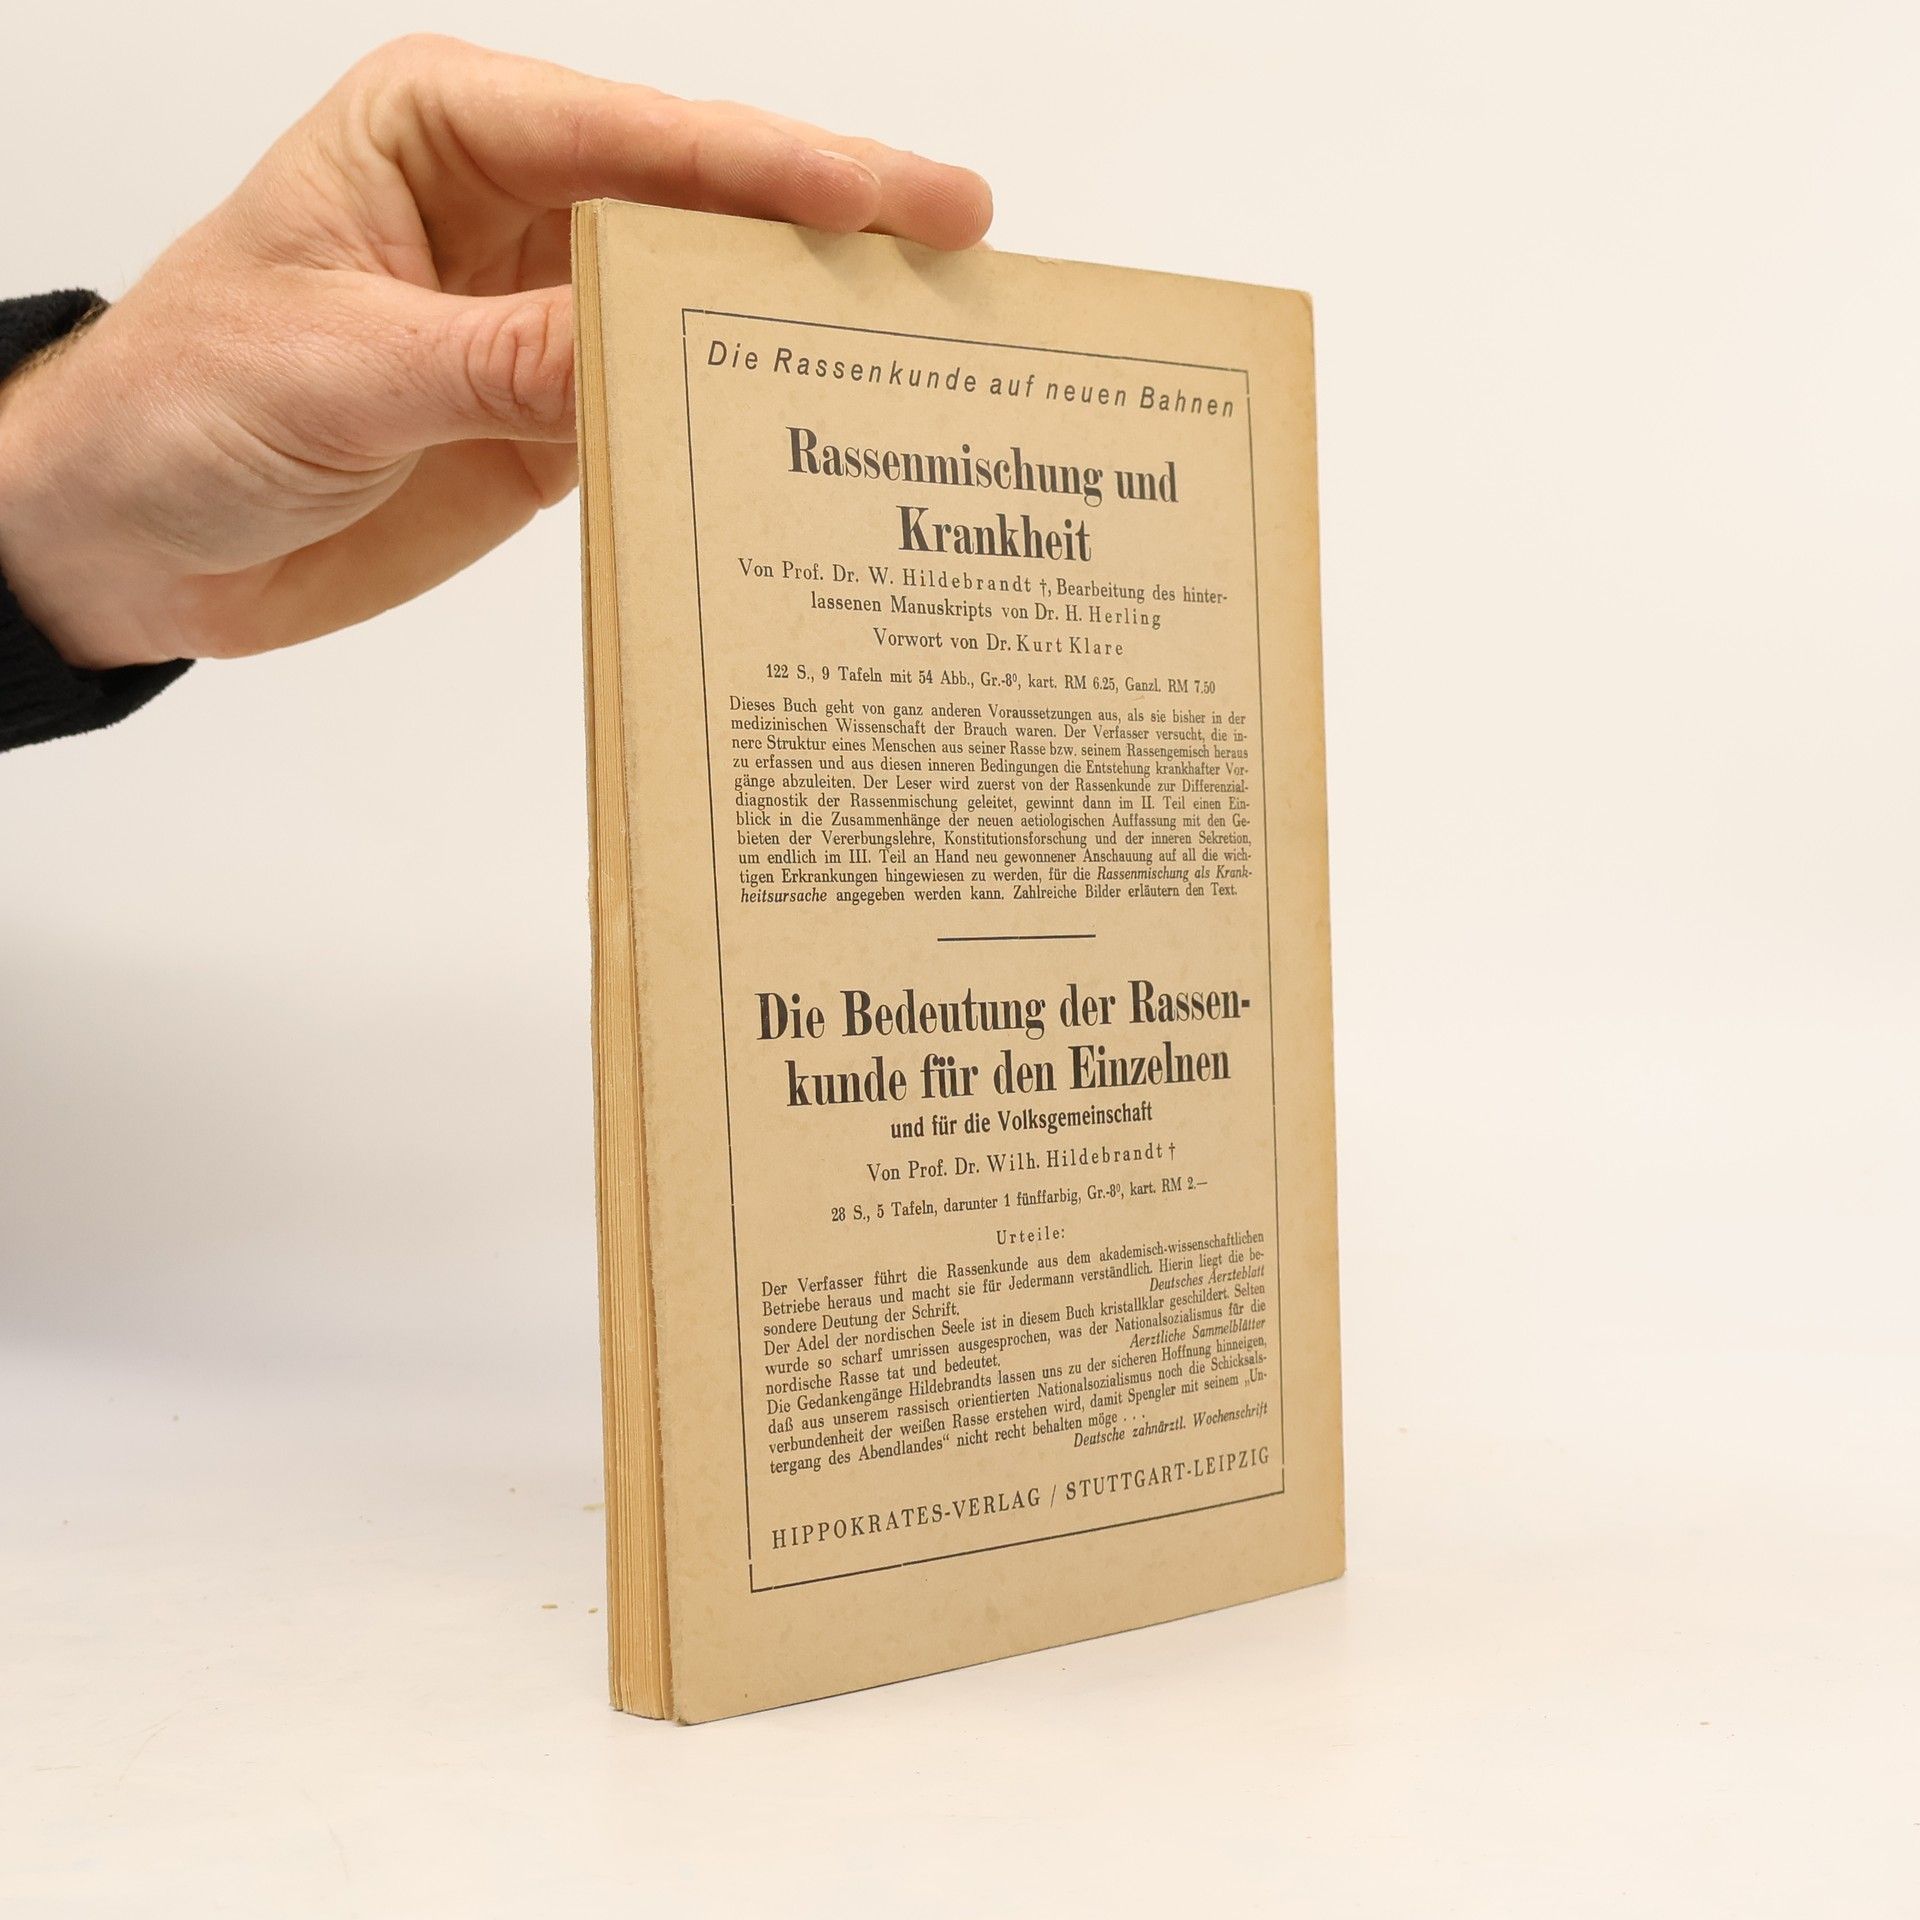 Die Rassenkunde auf neuen Bahnen
Rassenmischung und
Krankheit
Von Prof. Dr. W. Hildebrandt †, Bearbeitung des hinter-
lassenen Manuskripts von Dr. H. Herling
Vorwort von Dr. Kurt Klare
122 S., 9 Tafeln mit 54 Abb., Gr.-8⁰, kart. RM 6.25, Ganzl. RM 7.50
Dieses Buch geht von ganz anderen Voraussetzungen aus, als sie bisher in der
medizinischen Wissenschaft der Brauch waren. Der Verfasser versucht, die in-
nere Struktur eines Menschen aus seiner Rasse bzw. seinem Rassengemisch heraus
zu erfassen und aus diesen inneren Bedingungen die Entstehung krankhafter Vor-
gänge abzuleiten. Der Leser wird zuerst von der Rassenkunde zur Differenzial-
diagnostik der Rassenmischung geleitet, gewinnt dann im II. Teil einen Ein-
blick in die Zusammenhänge der neuen aetiologischen Auffassung mit den Ge-
bieten der Vererbungslehre, Konstitutionsforschung und der inneren Sekretion,
um endlich im III. Teil an Hand neu gewonnener Anschauung auf all die wich-
tigen Erkrankungen hingewiesen zu werden, für die Rassenmischung als Krank-
heitsursache angegeben werden kann. Zahlreiche Bilder erläutern den Text.
Die Bedeutung der Rassen-
kunde für den Einzelnen
und für die Volksgemeinschaft
Von Prof. Dr. Wilh. Hildebrandt †
28 S., 5 Tafeln, darunter 1 fünffarbig, Gr.-8⁰, kart. RM 2.—
Urteile:
Der Verfasser führt die Rassenkunde aus dem akademisch-wissenschaftlichen
Betriebe heraus und macht sie für Jedermann verständlich. Hierin liegt die be-
sondere Deutung der Schrift. Deutsches Aerzteblatt
Der Adel der nordischen Seele ist in diesem Buch kristallklar geschildert. Selten
wurde so scharf umrissen ausgesprochen, was der Nationalsozialismus für die
nordische Rasse tat und bedeutet. Aerztliche Sammelblätter
Die Gedankengänge Hildebrandts lassen uns zu der sicheren Hoffnung hinneigen,
daß aus unserem rassisch orientierten Nationalsozialismus noch die Schicksals-
verbundenheit der weißen Rasse erstehen wird, damit Spengler mit seinem „Un-
tergang des Abendlandes“ nicht recht behalten möge . . .
Deutsche zahnärztl. Wochenschrift
HIPPOKRATES-VERLAG / STUTTGART-LEIPZIG